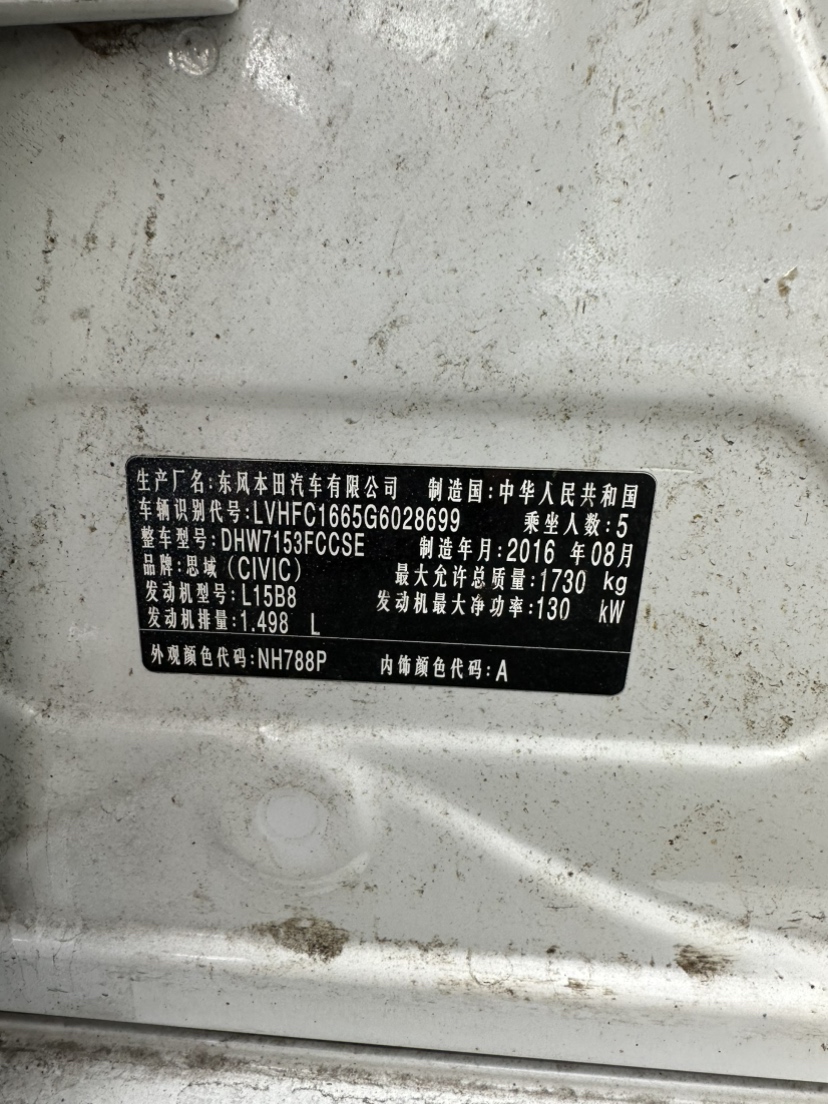 生产厂名:东风本田汽车有限公司 制造国:中华人民共和国
车辆识别代号:LVHFC1665G6028699 乘坐人数:5
整车型号:DHW7153FCCSE 制造年月:2016 年08月
品牌:思域(CIVIC) 最大允许总质量:1730 kg
发动机型号:L15B8 发动机最大净功率:130 kW
发动机排量:1.498 L
外观颜色代码:NH788P 内饰颜色代码:A